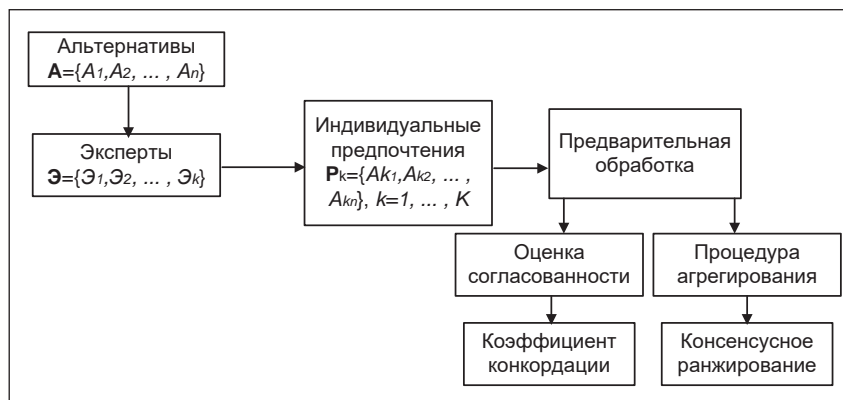 Альтернативы
А={A1,A2, ... , An}
Эксперты
Э={Э1,Э2, ... , Эk}
Индивидуальные
предпочтения
Pk={Ak1,Ak2, ... ,
Akn}, k=1, ... , K
Предварительная
обработка
Оценка
согласованности
Процедура
агрегирования
Коэффициент
конкордации
Консенсусное
ранжирование